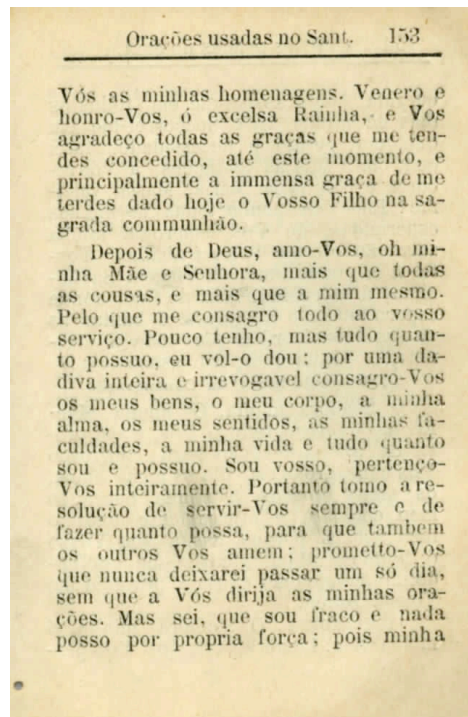 Orações usadas no Sant. 153
Vós as minhas homenagens. Venero e
honro-Vos, ó excelsa Rainha, e Vos
agradeço todas as graças que me ten-
des concedido, até este momento, e
principalmente a immensa graça de me
terdes dado hoje o Vosso Filho na sa-
grada communhão.
Depois de Deus, amo-Vos, oh mi-
nha Mãe e Senhora, mais que todas
as cousas, e mais que a mim mesmo.
Pelo que me consagro todo ao vosso
serviço. Pouco tenho, mas tudo quan-
to possuo, eu vol-o dou; por uma da-
diva inteira e irrevogavel consagro-Vos
os meus bens, o meu corpo, a minha
alma, os meus sentidos, as minhas fa-
culdades, a minha vida e tudo quanto
sou e possuo. Sou vosso, pertenço-
Vos inteiramente. Portanto tomo a re-
solução de servir-Vos sempre e de
fazer quanto possa, para que tambem
os outros Vos amem; prometto-Vos
que nunca deixarei passar um só dia,
sem que a Vós dirija as minhas ora-
ções. Mas sei, que sou fraco e nada
posso por propria força; pois minha